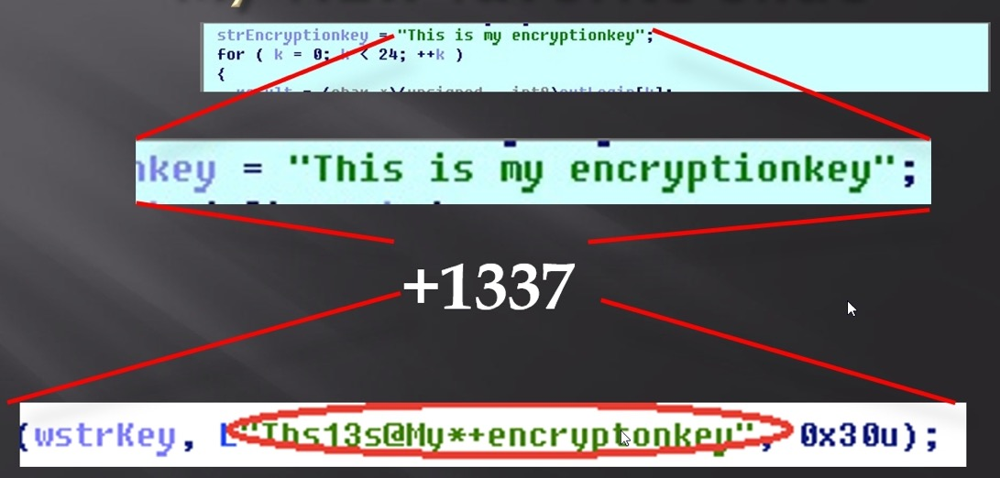 strEncryptionkey = "This is my encryptionkey";
for ( k = 0; k < 24; ++k )
{
nkey = "This is my encryptionkey";
+1337
(wstrKey, L"Ths13s@My*+encryptonkey", 0x30u);